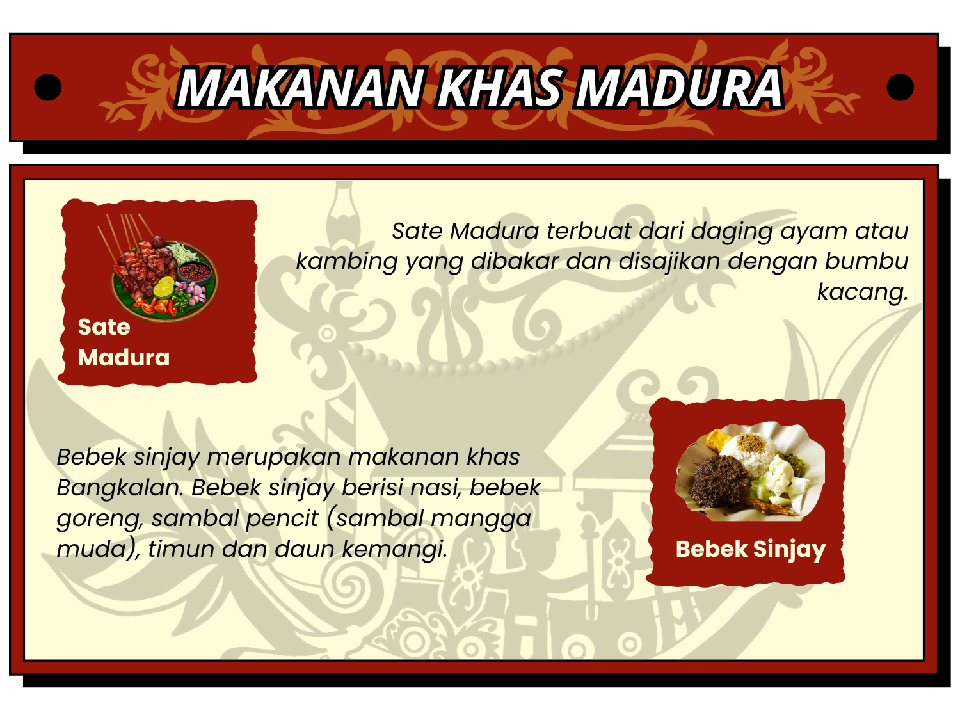 MAKANAN KHAS MADURA
Sate Madura terbuat dari daging ayam atau
kambing yang dibakar dan disajikan dengan bumbu
kacang.
Sate
Madura
Bebek sinjay merupakan makanan khas
Bangkalan. Bebek sinjay berisi nasi, bebek
goreng, sambal pencit (sambal mangga
muda), timun dan daun kemangi.
Bebek Sinjay